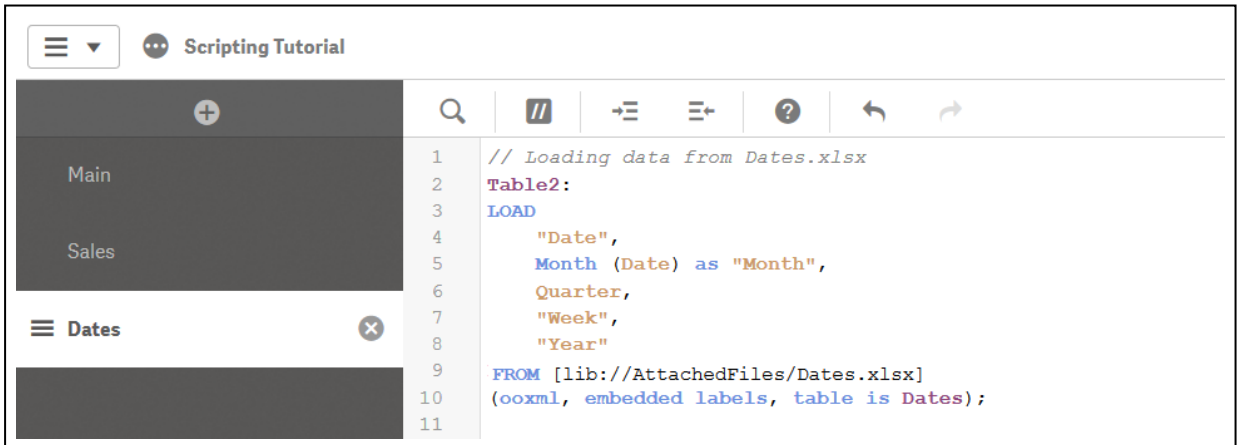 Scripting Tutorial
Main
Sales
Dates
1 // Loading data from Dates.xlsx
2 Table2:
3 LOAD
4 "Date",
5 Month (Date) as "Month",
6 Quarter,
7 "Week",
8 "Year"
9 FROM [lib://AttachedFiles/Dates.xlsx]
10 (ooxml, embedded labels, table is Dates);
11